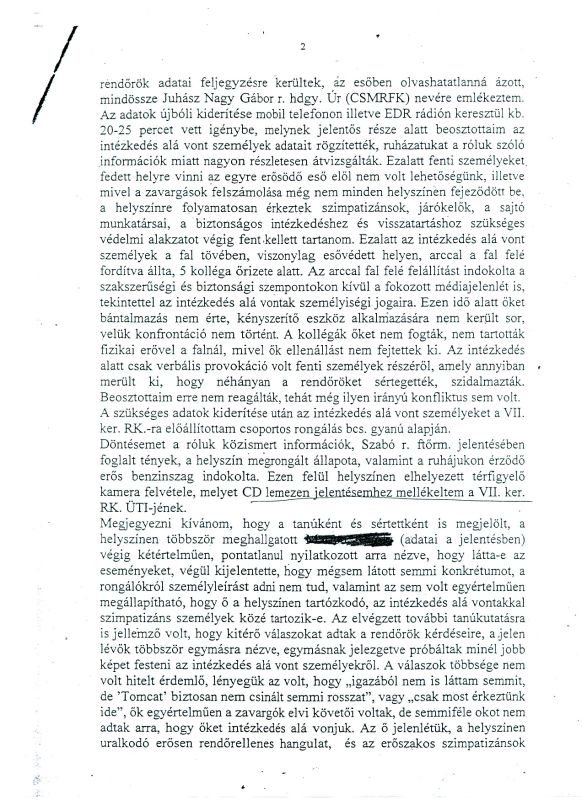 2
rendőrök adatai feljegyzésre kerültek, az esőben olvashatatlanná ázott,
mindössze Juhász Nagy Gábor r. hdgy. Úr (CSMRFK) nevére emlékeztem.
Az adatok újbóli kiderítése mobil telefonon illetve EDR rádión keresztül kb.
20-25 percet vett igénybe, melynek jelentős része alatt beosztottaim az
intézkedés alá vont személyek adatait rögzítették, ruházatukat a róluk szóló
információk miatt nagyon részletesen átvizsgálták. Ezalatt fenti személyeket
fedett helyre vinni az egyre erősödő eső elől nem volt lehetőségünk, illetve
mivel a zavargások felszámolása még nem minden helyszínen fejeződött be,
a helyszínre folyamatosan érkeztek szimpatizánsok, járókelők, a sajtó
munkatársai, a biztonságos intézkedéshez és visszatartáshoz szükséges
védelmi alakzatot végig fent kellett tartanom. Ezalatt az intézkedés alá vont
személyek a fal tövében, viszonylag esővédett helyen, arccal a fal felé
fordítva állta, 5 kolléga őrizete alatt. Az arccal fal felé felállítást indokolta a
szakszerűségi és biztonsági szempontokon kívül a fokozott médiajelenlét is,
tekintettel az intézkedés alá vontak személyiségi jogaira. Ezen idő alatt őket
bántalmazás nem érte, kényszerítő eszköz alkalmazására nem került sor,
velük konfrontáció nem történt. A kollégák őket nem fogták, nem tartották
fizikai erővel a falnál, mivel ők ellenállást nem fejtettek ki. Az intézkedés
alatt csak verbális provokáció volt fenti személyek részéről, amely annyiban
merült ki, hogy néhányan a rendőröket sértegették, szidalmazták.
Beosztottaim erre nem reagálták, tehát még ilyen irányú konfliktus sem volt.
A szükséges adatok kiderítése után az intézkedés alá vont személyeket a VII.
ker. RK.-ra előállítottam csoportos rongálás bcs. gyanú alapján.
Döntésemet a róluk közismert információk, Szabó r. ftőrm. jelentésében
foglalt tények, a helyszín megrongált állapota, valamint a ruhájukon érződő
erős benzinszag indokolta. Ezen felül helyszínen elhelyezett térfigyelő
kamera felvétele, melyet CD lemezen jelentésemhez mellékeltem a VII. ker.
RK. ÜTI-jének.
Megjegyezni kívánom, hogy a tanúként és sértettként is megjelölt, a
helyszínen többször meghallgatott (adatai a jelentésben)
végig kétértelműen, pontatlanul nyilatkozott arra nézve, hogy látta-e az
eseményeket, végül kijelentette, hogy mégsem látott semmi konkrétumot, a
rongálókról személyleírást adni nem tud, valamint az sem volt egyértelműen
megállapítható, hogy ő a helyszínen tartózkodó, az intézkedés alá vontakkal
szimpatizáns személyek közé tartozik-e. Az elvégzett további tanúkutatásra
is jellemző volt, hogy kitérő válaszokat adtak a rendőrök kérdéseire, a jelen
lévők többször egymásra nézve, egymásnak jelezgetve próbáltak minél jobb
képet festeni az intézkedés alá vont személyekről. A válaszok többsége nem
volt hitelt érdemlő, lényegük az volt, hogy „igazából nem is láttam semmit,
de ’Tomcat’ biztosan nem csinált semmi rosszat”, vagy „csak most érkeztünk
ide”, ők egyértelműen a zavargók elvi követői voltak, de semmiféle okot nem
adtak arra, hogy őket intézkedés alá vonjuk. Az ő jelenlétük, a helyszínen
uralkodó erősen rendőrellenes hangulat, és az erőszakos szimpatizánsok